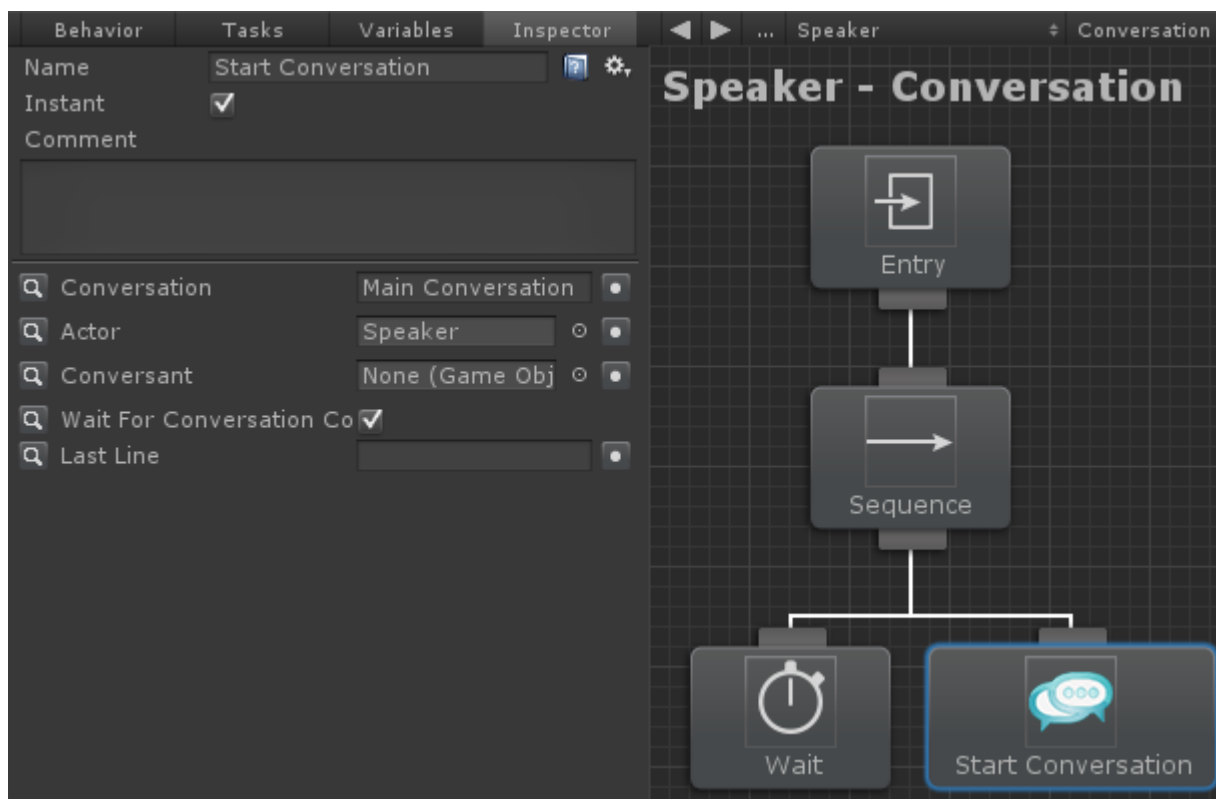 Behavior Tasks Variables Inspector
Name Start Conversation
Instant
Comment
Conversation Main Conversation
Actor Speaker
Conversant None (Game Obj
Wait For Conversation Co
Last Line
... Speaker Conversation
Speaker - Conversation
Entry
Sequence
Wait Start Conversation